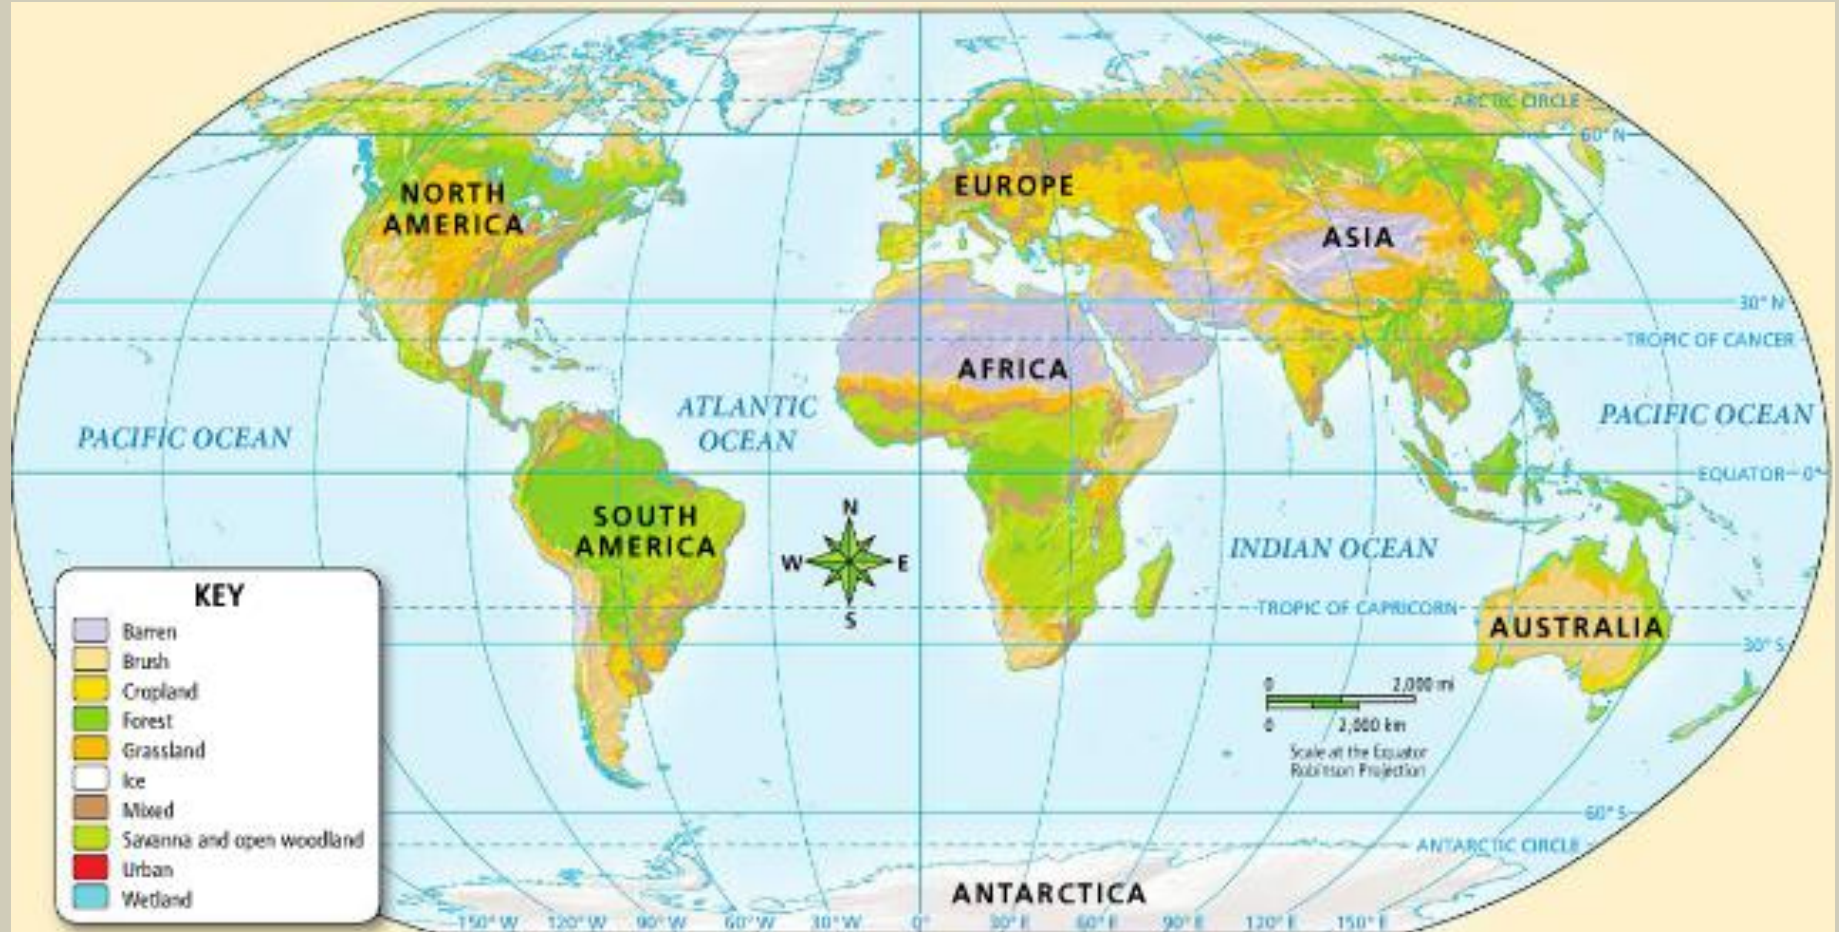 ARCTIC CIRCLE
60° N
NORTH
AMERICA
EUROPE
ASIA
30° N
TROPIC OF CANCER
AFRICA
ATLANTIC
OCEAN
PACIFIC OCEAN
PACIFIC OCEAN
EQUATOR 0°
SOUTH
AMERICA
N
W E
S
INDIAN OCEAN
TROPIC OF CAPRICORN
AUSTRALIA
30° S
0 2,000 mi
0 2,000 km
Scale at the Equator
Robinson Projection
KEY
Barren
Brush
Cropland
Forest
Grassland
Ice
Mixed
Savanna and open woodland
Urban
Wetland
60° S
ANTARCTIC CIRCLE
ANTARCTICA
150° W 120° W 90° W 60° W 30° W 0° 30° E 60° E 90° E 120° E 150° E